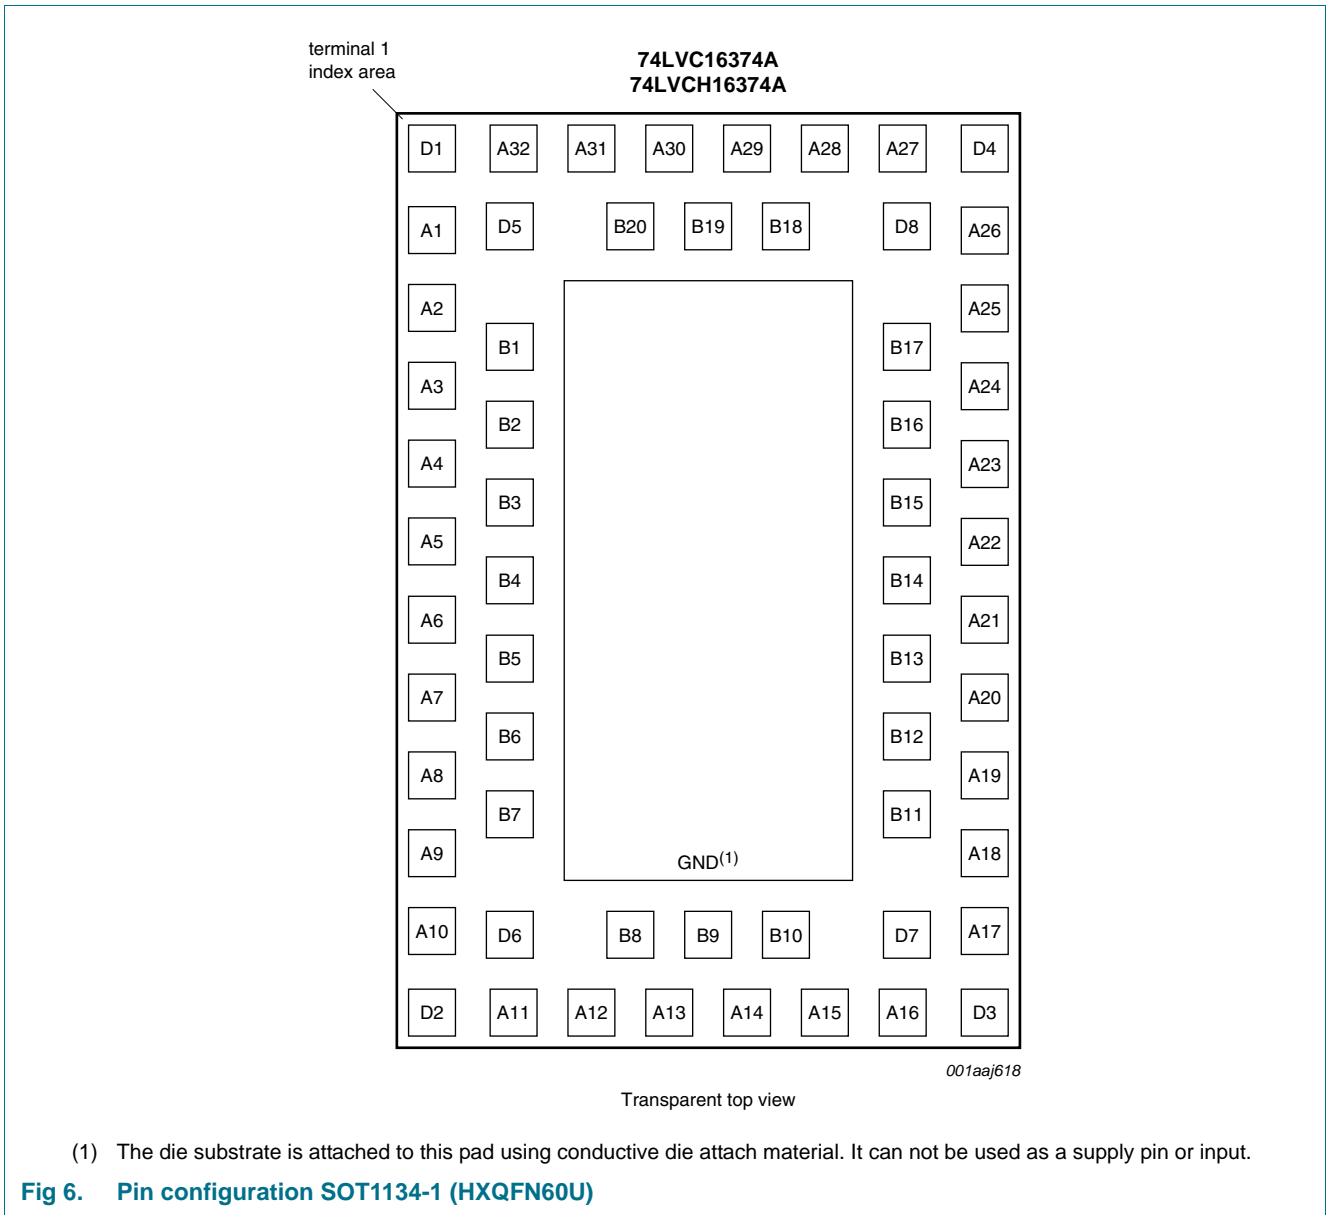 terminal 1
index area
74LVC16374A
74LVCH16374A
D1 A32 A31 A30 A29 A28 A27 D4
A1 D5 B20 B19 B18 D8 A26
A2 A25
B1 B17
A3 A24
B2 B16
A4 A23
B3 B15
A5 A22
B4 B14
A6 A21
B5 B13
A7 A20
B6 B12
A8 A19
B7 B11
A9 A18
GND(1)
A10 D6 B8 B9 B10 D7 A17
D2 A11 A12 A13 A14 A15 A16 D3
001aaj618
Transparent top view
(1) The die substrate is attached to this pad using conductive die attach material. It can not be used as a supply pin or input.
Fig 6. Pin configuration SOT1134-1 (HXQFN60U)